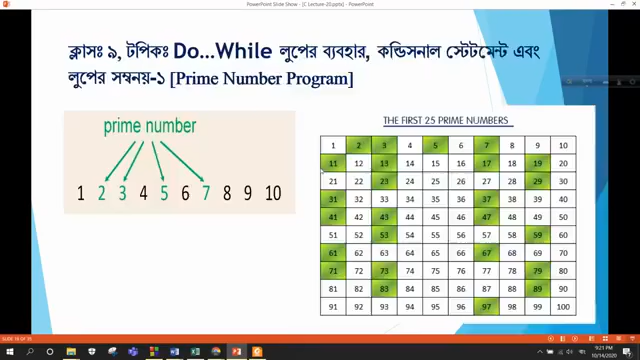 PowerPoint Slide Show - [C Lecture-25.pptx] - PowerPoint
ক্লাসঃ ৯, টপিকঃ Do...While লুপের ব্যবহার, কন্ডিসনাল স্টেটমেন্ট এবং
লুপের সমন্বয়-১ [Prime Number Program]
prime number
1 2 3 4 5 6 7 8 9 10
THE FIRST 25 PRIME NUMBERS
1 2 3 4 5 6 7 8 9 10
11 12 13 14 15 16 17 18 19 20
21 22 23 24 25 26 27 28 29 30
31 32 33 34 35 36 37 38 39 40
41 42 43 44 45 46 47 48 49 50
51 52 53 54 55 56 57 58 59 60
61 62 63 64 65 66 67 68 69 70
71 72 73 74 75 76 77 78 79 80
81 82 83 84 85 86 87 88 89 90
91 92 93 94 95 96 97 98 99 100
9:21 PM
10/14/2020